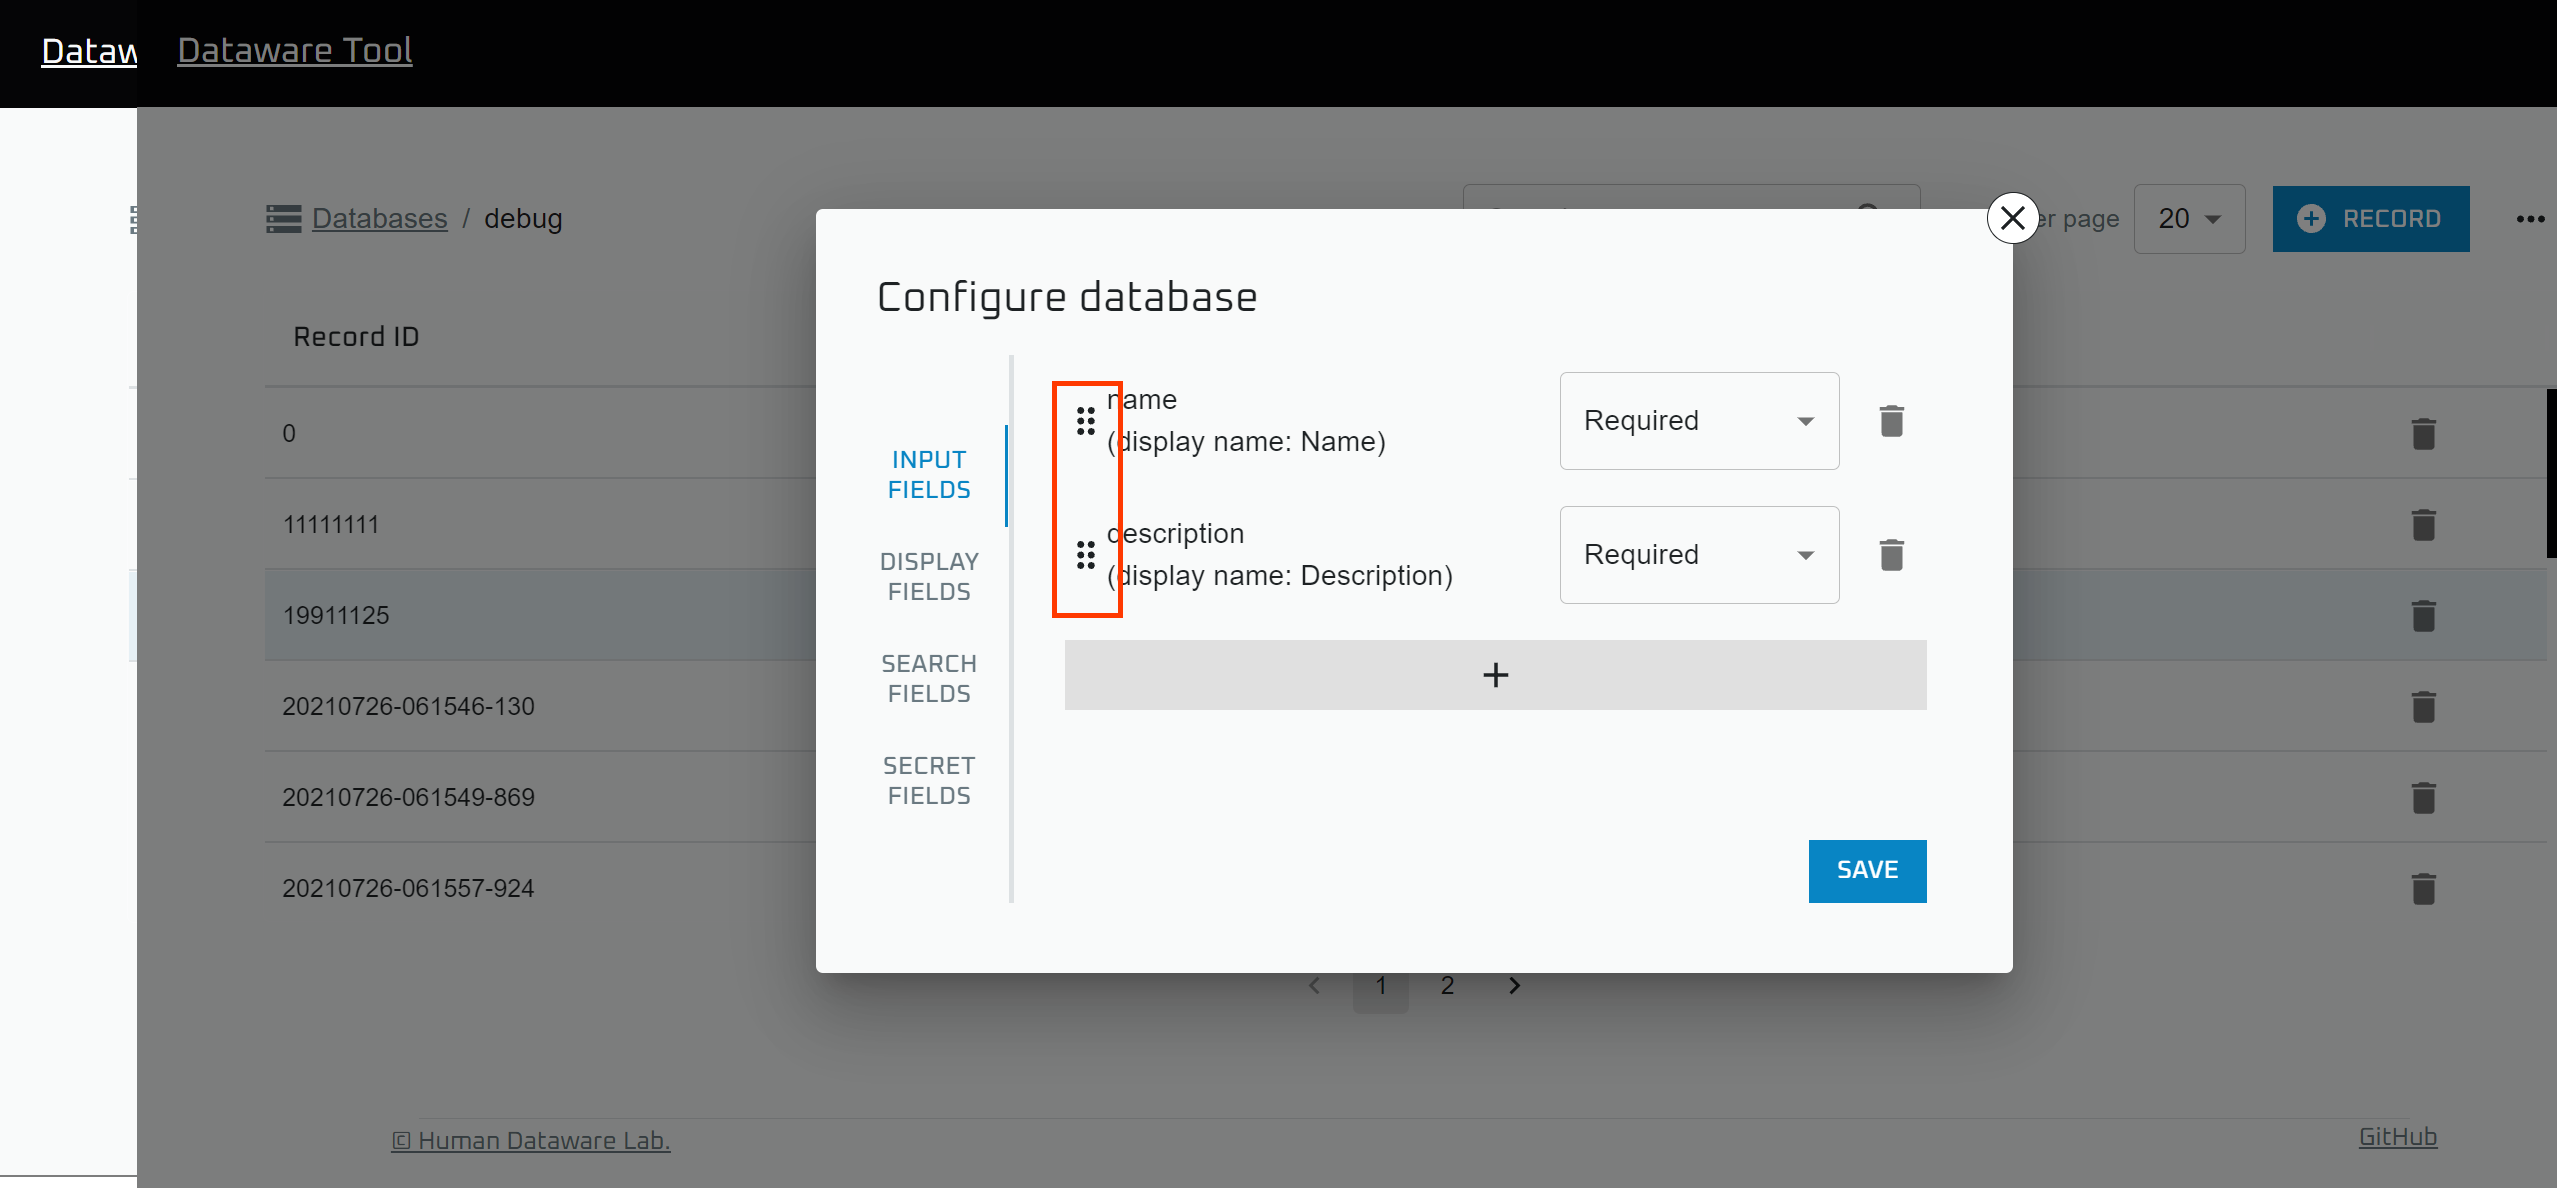 Dataware Tool
Databases / debug
er page
20
RECORD
Configure database
Record ID
name
(display name: Name)
Required
INPUT
FIELDS
description
(display name: Description)
Required
DISPLAY
FIELDS
SEARCH
FIELDS
SECRET
FIELDS
SAVE
0
11111111
19911125
20210726-061546-130
20210726-061549-869
20210726-061557-924
1 2
© Human Dataware Lab.
GitHub